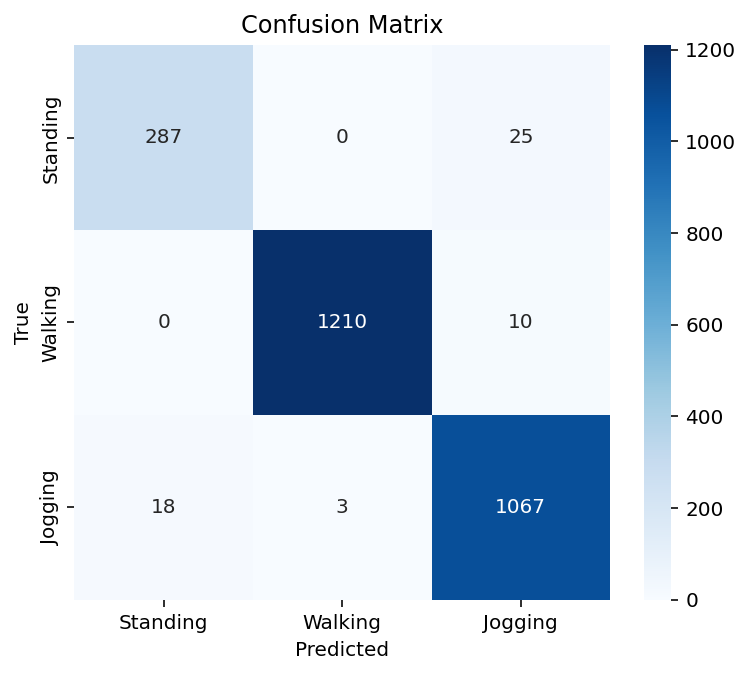 Confusion Matrix
True
Standing
287 0 25
Walking
0 1210 10
Jogging
18 3 1067
Standing Walking Jogging
Predicted
1200
1000
800
600
400
200
0